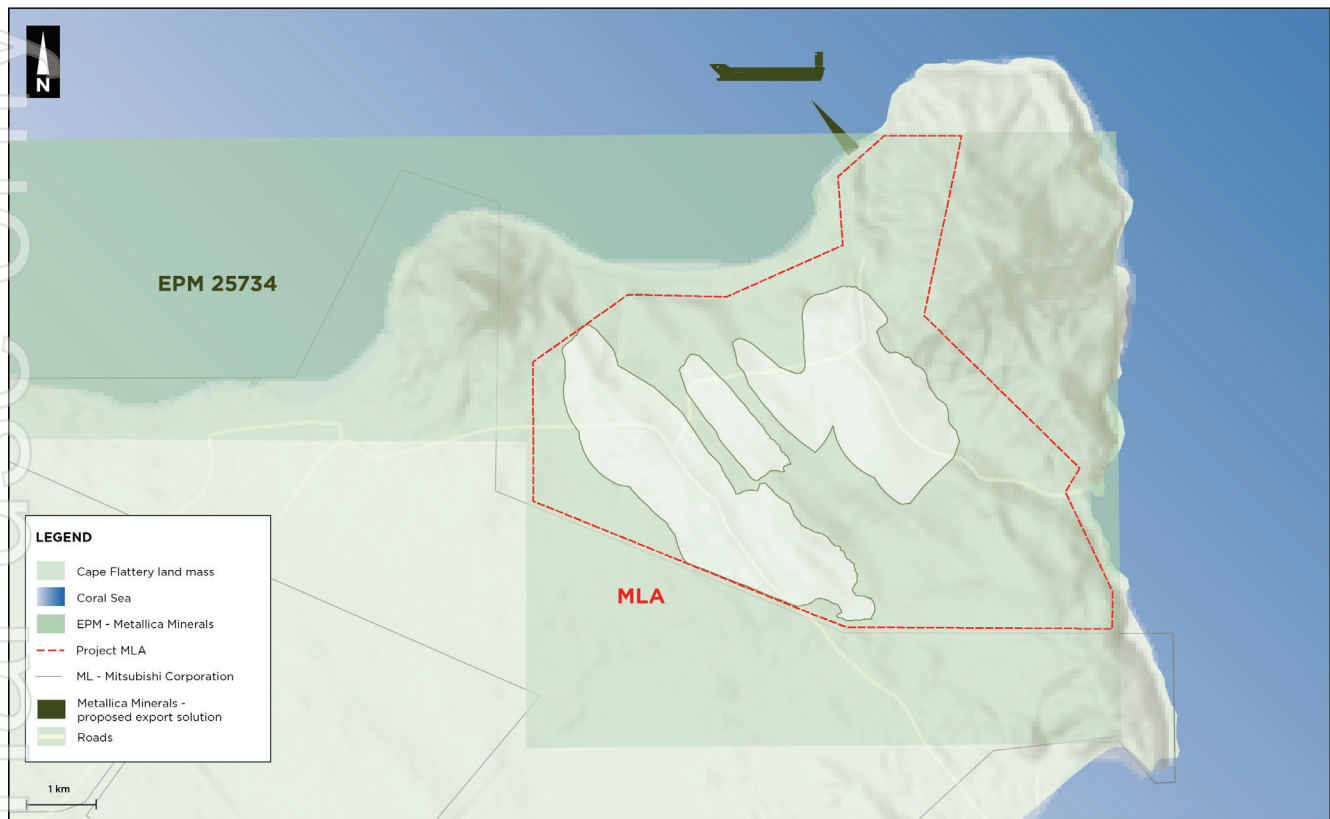 N
EPM 25734
MLA
LEGEND
Cape Flattery land mass
Coral Sea
EPM - Metallica Minerals
Project MLA
ML - Mitsubishi Corporation
Metallica Minerals -
proposed export solution
Roads
1 km